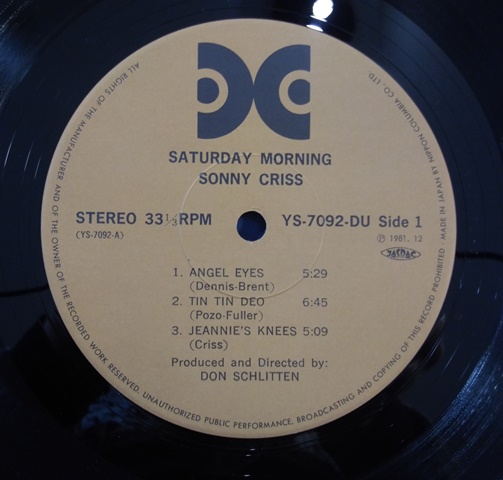 SATURDAY MORNING
SONNY CRISS
STEREO 33⅓RPM
(YS-7092-A)
YS-7092-DU Side 1
Ⓟ 1981. 12
JASRAC
1. ANGEL EYES 5:29
(Dennis-Brent)
2. TIN TIN DEO 6:45
(Pozo-Fuller)
3. JEANNIE'S KNEES 5:09
(Criss)
Produced and Directed by:
DON SCHLITTEN
ALL RIGHTS OF THE MANUFACTURER AND OF THE OWNER OF THE RECORDED WORK RESERVED. UNAUTHORIZED PUBLIC PERFORMANCE, BROADCASTING AND COPYING OF THIS RECORD PROHIBITED · MADE IN JAPAN BY NIPPON COLUMBIA CO., LTD.